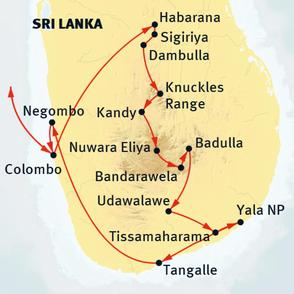 SRI LANKA
Habarana
Sigiriya
Dambulla
Knuckles
Range
Negombo
Kandy
Colombo
Nuwara Eliya
Badulla
Bandarawela
Udawalawe
Yala NP
Tissamaharama
Tangalle